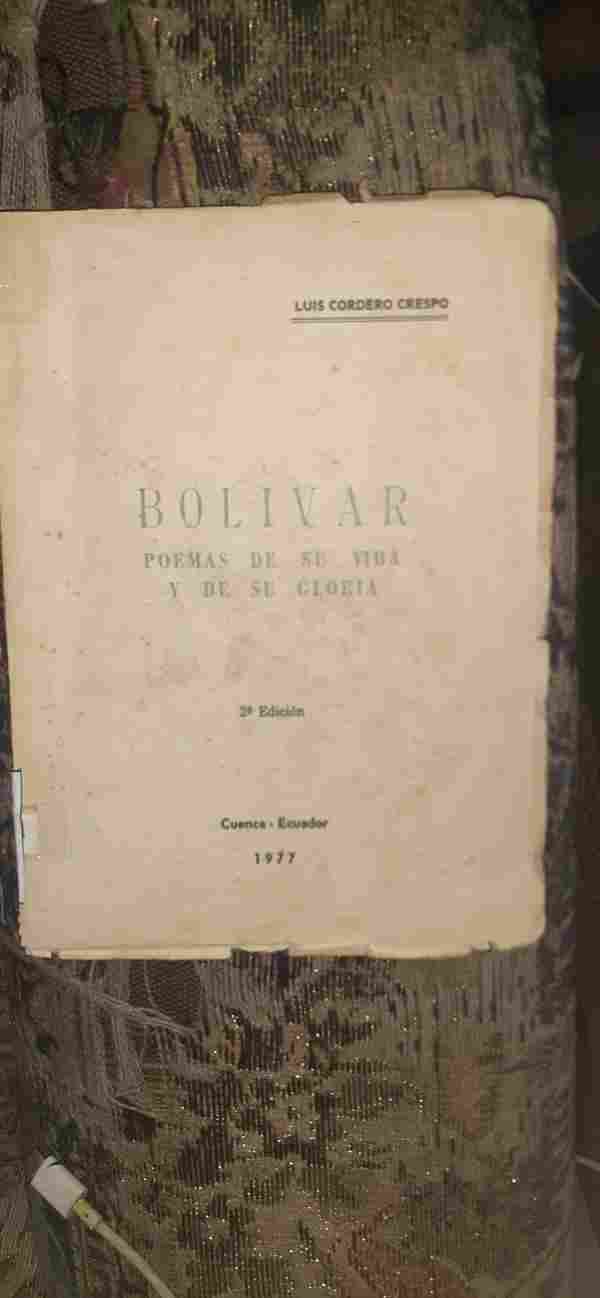 LUIS CORDERO CRESPO
BOLIVAR
POEMAS DE SU VIDA
Y DE SU GLORIA
2ª Edición
Cuenca - Ecuador
1977